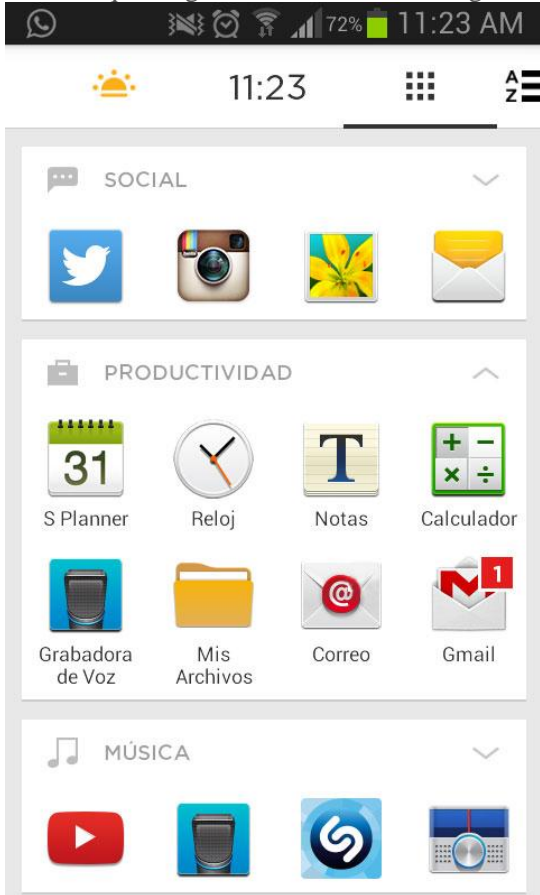 72% 11:23 AM
11:23
A
Z
SOCIAL
PRODUCTIVIDAD
31 T + - × ÷
S Planner Reloj Notas Calculador
@ 1
Grabadora Mis Correo Gmail
de Voz Archivos
MÚSICA